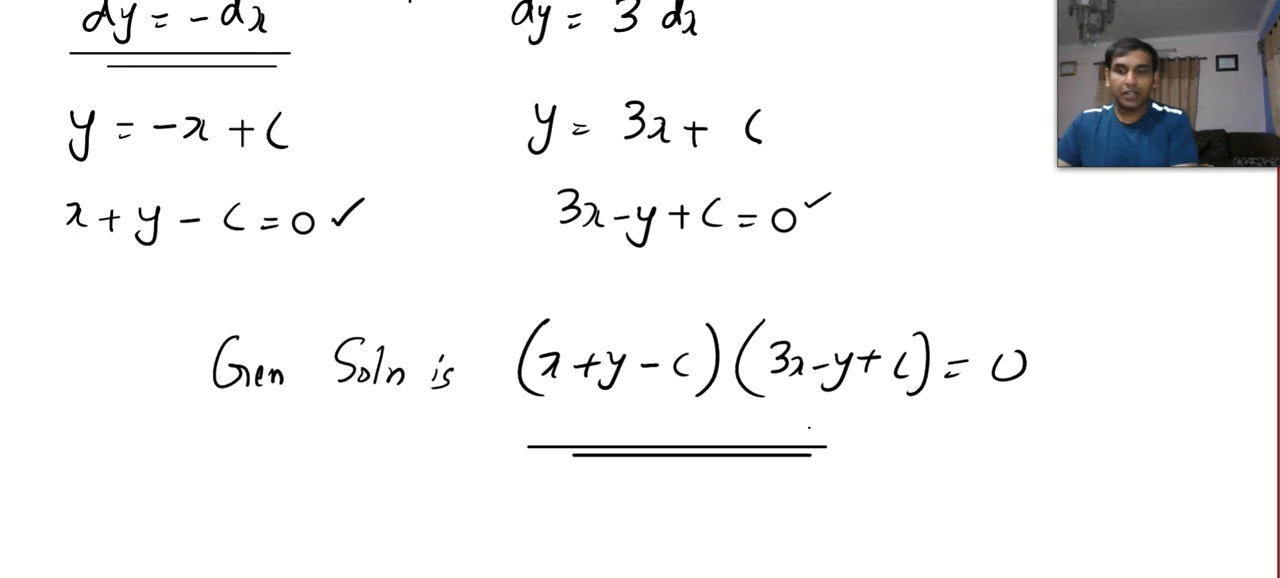 dy = - dx
dy = 3 dx
y = -x + c
y = 3x + c
x + y - c = 0 ✓
3x - y + c = 0 ✓
Gen Soln is (x + y - c)(3x - y + c) = 0